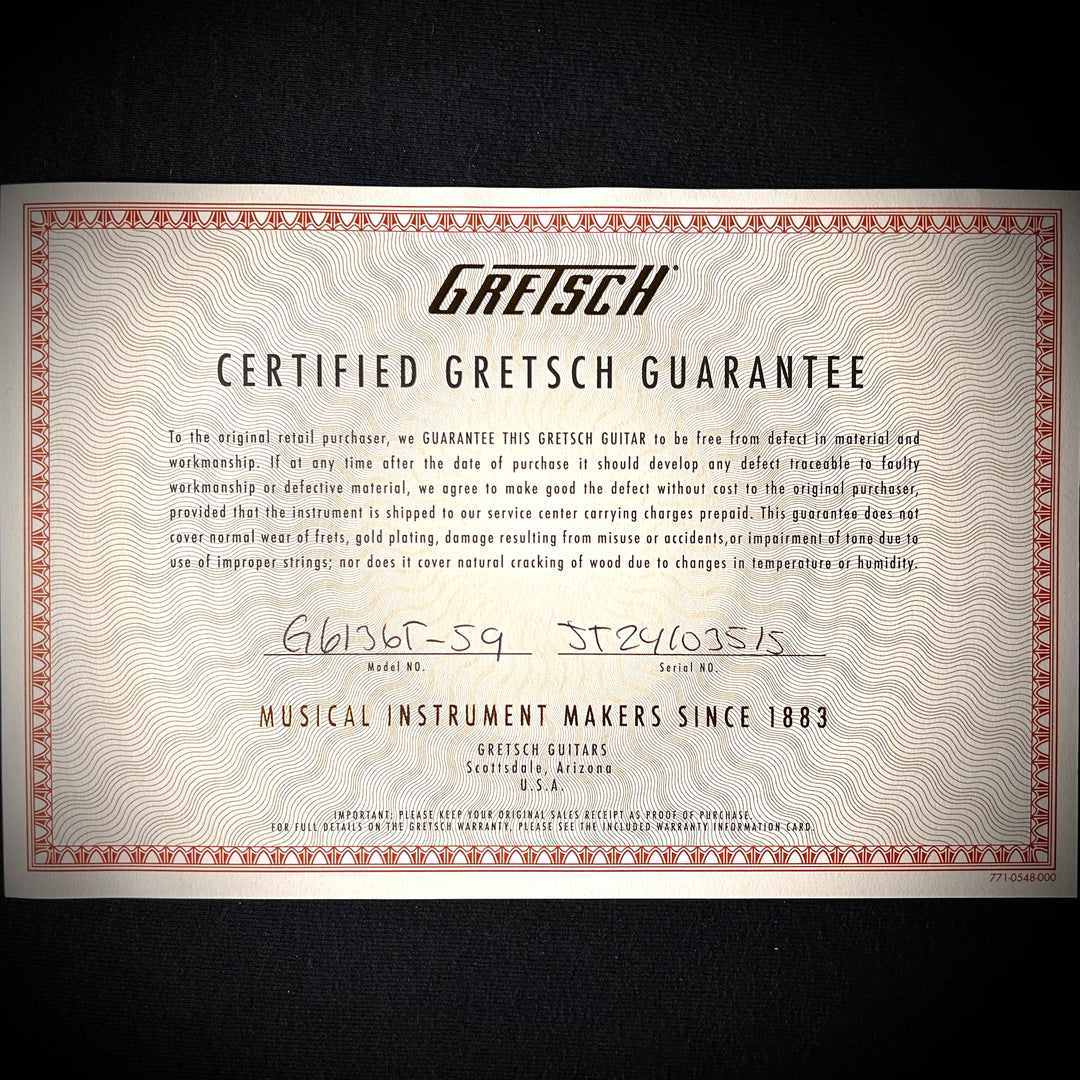 GRETSCH
CERTIFIED GRETSCH GUARANTEE
To the original retail purchaser, we GUARANTEE THIS GRETSCH GUITAR to be free from defect in material and
workmanship. If at any time after the date of purchase it should develop any defect traceable to faulty
workmanship or defective material, we agree to make good the defect without cost to the original purchaser,
provided that the instrument is shipped to our service center carrying charges prepaid. This guarantee does not
cover normal wear of frets, gold plating, damage resulting from misuse or accidents,or impairment of tone due to
use of improper strings; nor does it cover natural cracking of wood due to changes in temperature or humidity.
G6136T-59 JT24103515
Model NO. Serial NO.
MUSICAL INSTRUMENT MAKERS SINCE 1883
GRETSCH GUITARS
Scottsdale, Arizona
U.S.A.
IMPORTANT: PLEASE KEEP YOUR ORIGINAL SALES RECEIPT AS PROOF OF PURCHASE.
FOR FULL DETAILS ON THE GRETSCH WARRANTY, PLEASE SEE THE INCLUDED WARRANTY INFORMATION CARD.
771-0548-000